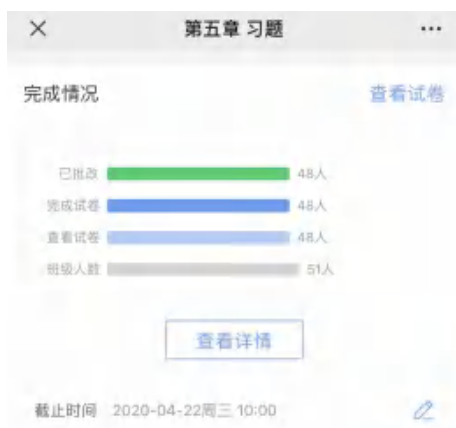 第五章 习题
完成情况 查看试卷
已批改 48人
完成试卷 48人
查看试卷 48人
班级人数 51人
查看详情
截止时间 2020-04-22周三 10:00